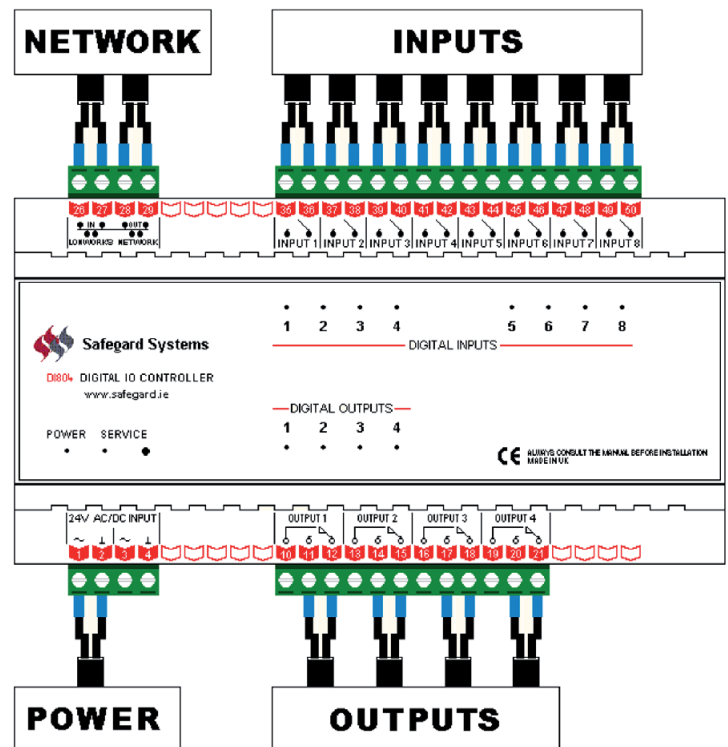 NETWORK INPUTS
26 27 28 29 35 36 37 38 39 40 41 42 43 44 45 46 47 48 49 50
IN OUT
LONWORKS NETWORK
INPUT 1 INPUT 2 INPUT 3 INPUT 4 INPUT 5 INPUT 6 INPUT 7 INPUT 8
1 2 3 4 5 6 7 8
DIGITAL INPUTS
Safegard Systems
DI804 DIGITAL IO CONTROLLER
www.safegard.ie
DIGITAL OUTPUTS
1 2 3 4
POWER SERVICE
CE ALWAYS CONSULT THE MANUAL BEFORE INSTALLATION
MADE IN UK
24V AC/DC INPUT OUTPUT 1 OUTPUT 2 OUTPUT 3 OUTPUT 4
1 2 3 4 10 11 12 13 14 15 16 17 18 19 20 21
POWER OUTPUTS